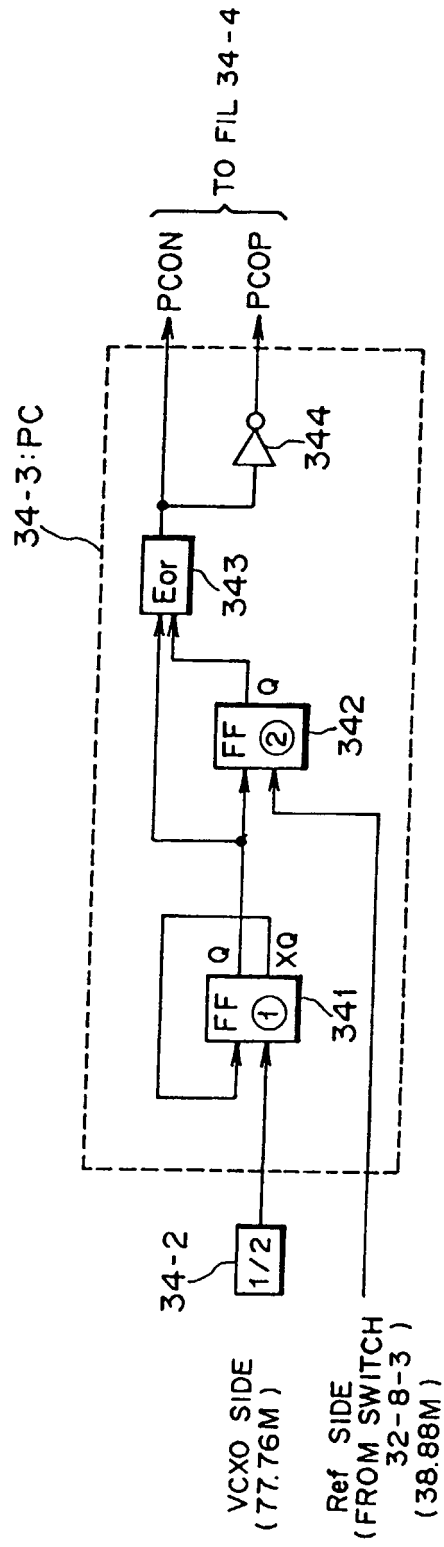 34-3:PC
VCXO SIDE
(77.76M)
34-2
1/2
FF
①
Q
XQ
341
FF
②
Q
342
Eor
343
344
PCON
PCOP
TO FIL 34-4
Ref SIDE
(FROM SWITCH
32-8-3)
(38.88M)